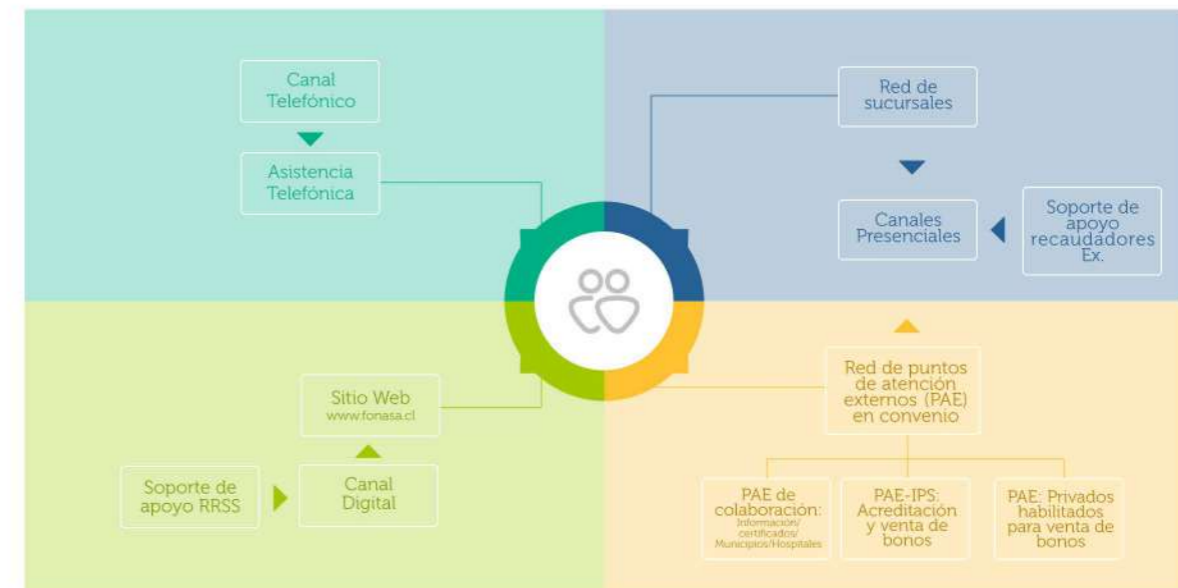 Canal
Telefónico
Asistencia
Telefónica
Red de
sucursales
Canales
Presenciales
Soporte de
apoyo
recaudadores
Ex.
Sitio Web
www.fonasa.cl
Soporte de
apoyo RRSS
Canal
Digital
Red de puntos
de atención
externos (PAE)
en convenio
PAE de
colaboración:
Información/
certificados/
Municipios/Hospitales
PAE-IPS:
Acreditación
y venta de
bonos
PAE: Privados
habilitados
para venta de
bonos